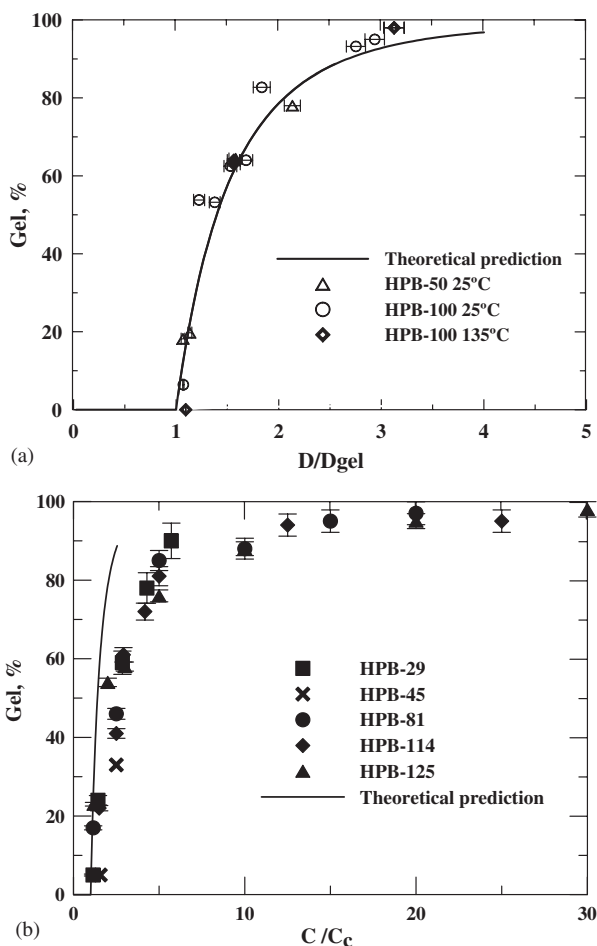 100
80
60
40
20
0
Gel, %
Theoretical prediction
HPB-50 25ºC
HPB-100 25ºC
HPB-100 135ºC
0 1 2 3 4 5
(a)
D/Dgel
100
80
60
40
20
0
Gel, %
HPB-29
HPB-45
HPB-81
HPB-114
HPB-125
Theoretical prediction
0 10 20 30
(b)
C /Cc